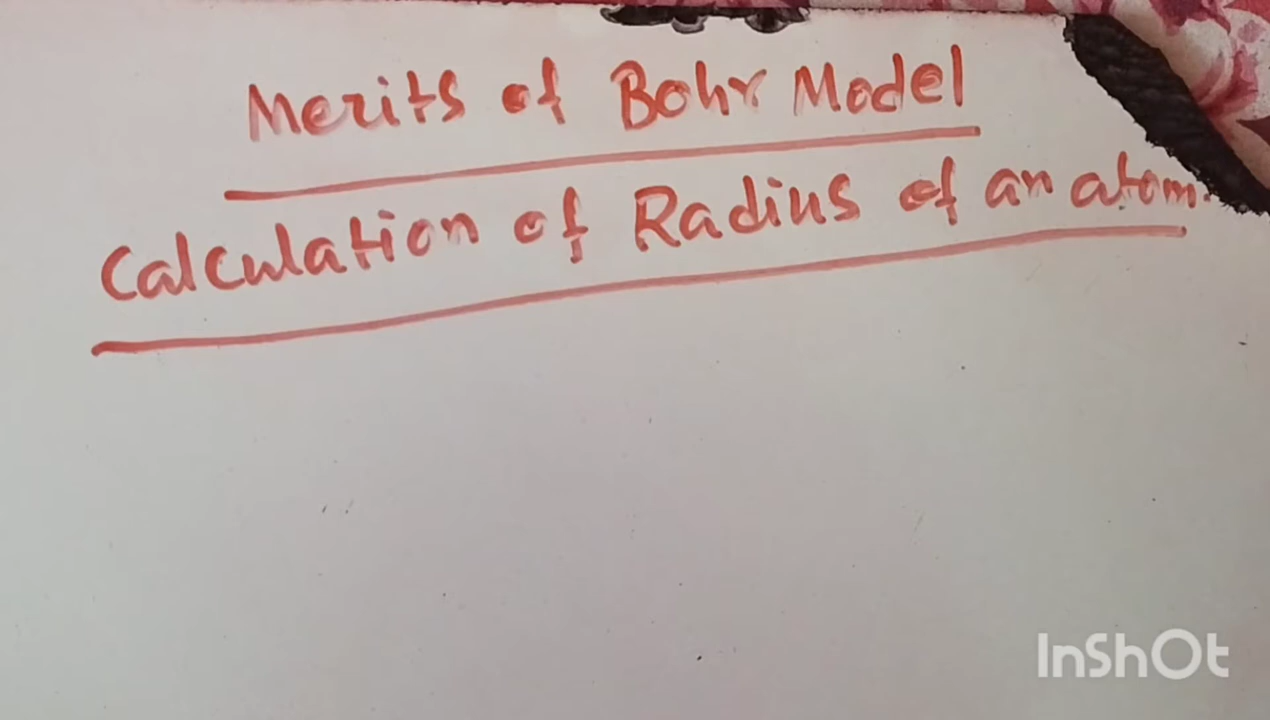 Merits of Bohr Model
Calculation of Radius of an atom.
InShOt